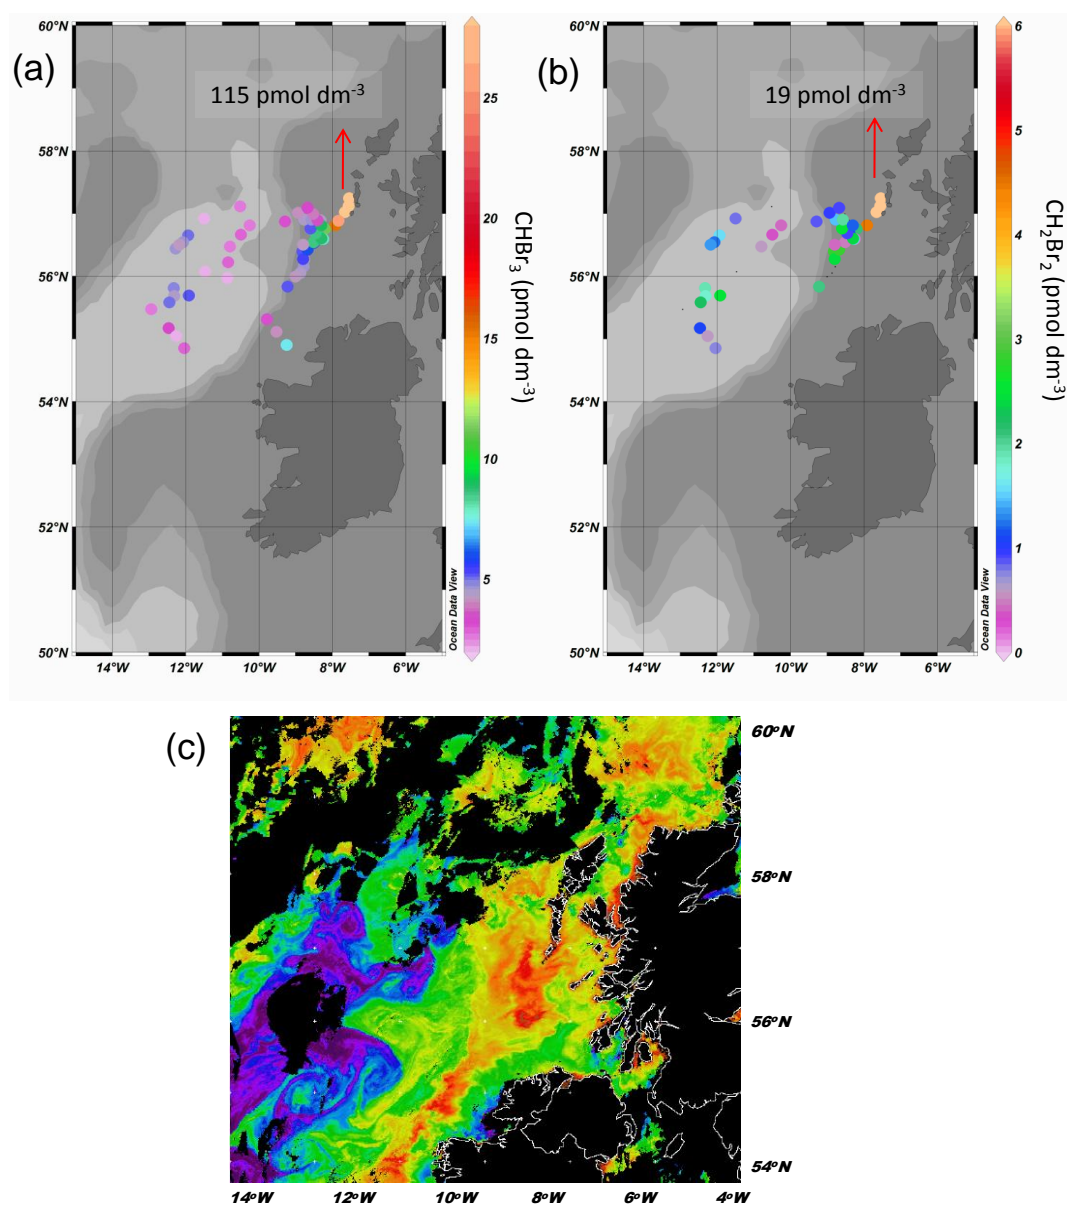 (a)
115 pmol dm-3
60°N
58°N
56°N
54°N
52°N
50°N
14°W 12°W 10°W 8°W 6°W
Ocean Data View
25
20
15
10
5
CHBr3 (pmol dm-3)
(b)
19 pmol dm-3
60°N
58°N
56°N
54°N
52°N
50°N
14°W 12°W 10°W 8°W 6°W
Ocean Data View
6
5
4
3
2
1
0
CH2Br2 (pmol dm-3)
(c)
60°N
58°N
56°N
54°N
14°W 12°W 10°W 8°W 6°W 4°W